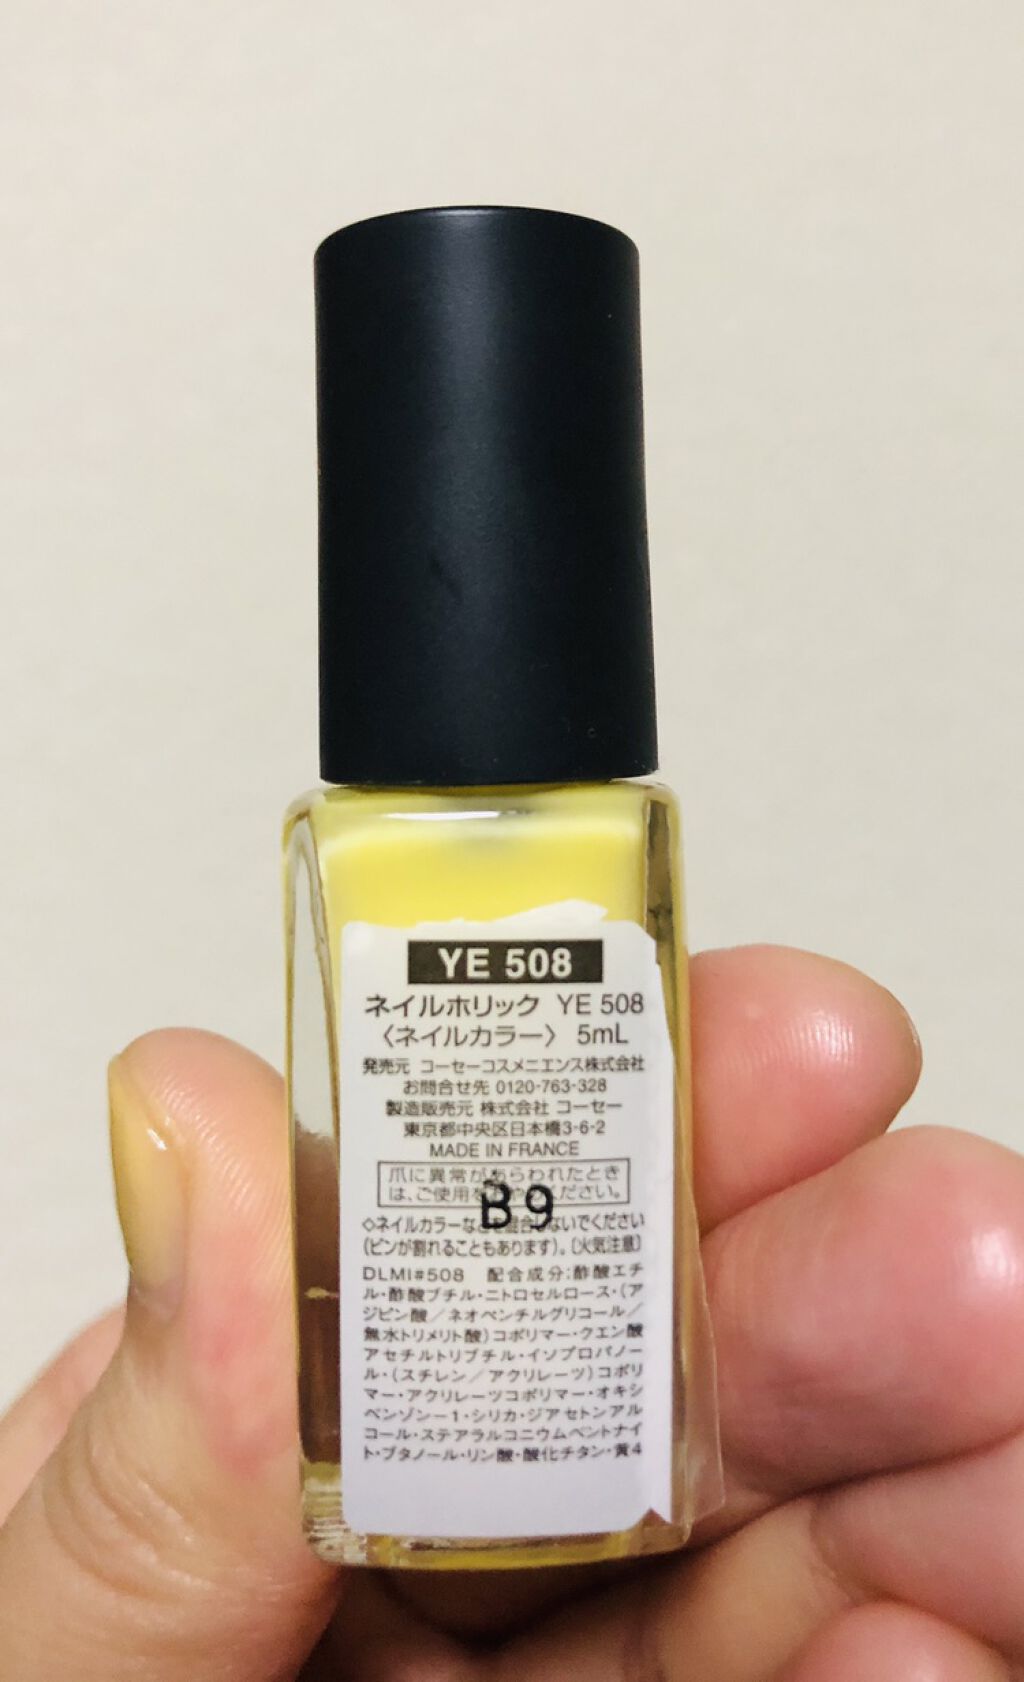 YE 508
ネイルホリック YE 508
〈ネイルカラー〉 5mL
発売元 コーセーコスメニエンス株式会社
お問合せ先 0120-763-328
製造販売元 株式会社 コーセー
東京都中央区日本橋3-6-2
MADE IN FRANCE
爪に異常があらわれたとき
は、ご使用を ください。
B9
◇ネイルカラーなどを混合しないでください
(ビンが割れることもあります)。〔火気注意〕
DLMI#508 配合成分:酢酸エチ
ル・酢酸ブチル・ニトロセルロース・(ア
ジピン酸/ネオペンチルグリコール/
無水トリメリト酸)コポリマー・クエン酸
アセチルトリブチル・イソプロパノー
ル・(スチレン/アクリレーツ)コポリ
マー・アクリレーツコポリマー・オキシ
ベンゾン-1・シリカ・ジアセトンアル
コール・ステアラルコニウムベントナイ
ト・ブタノール・リン酸・酸化チタン・黄4